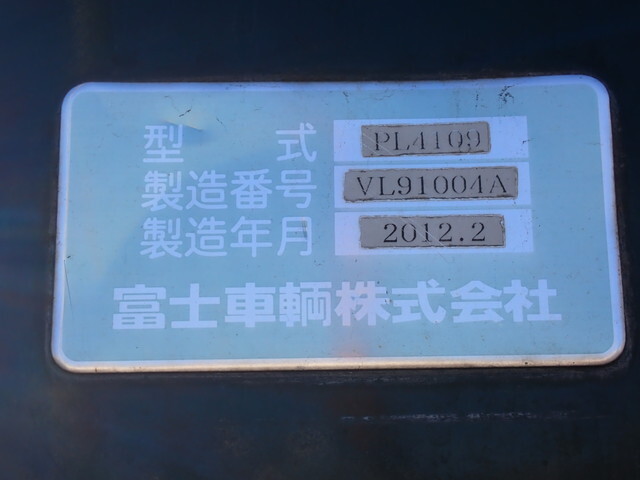 型 式 PL4109
製造番号 VL91004A
製造年月 2012.2
富士車輌株式会社